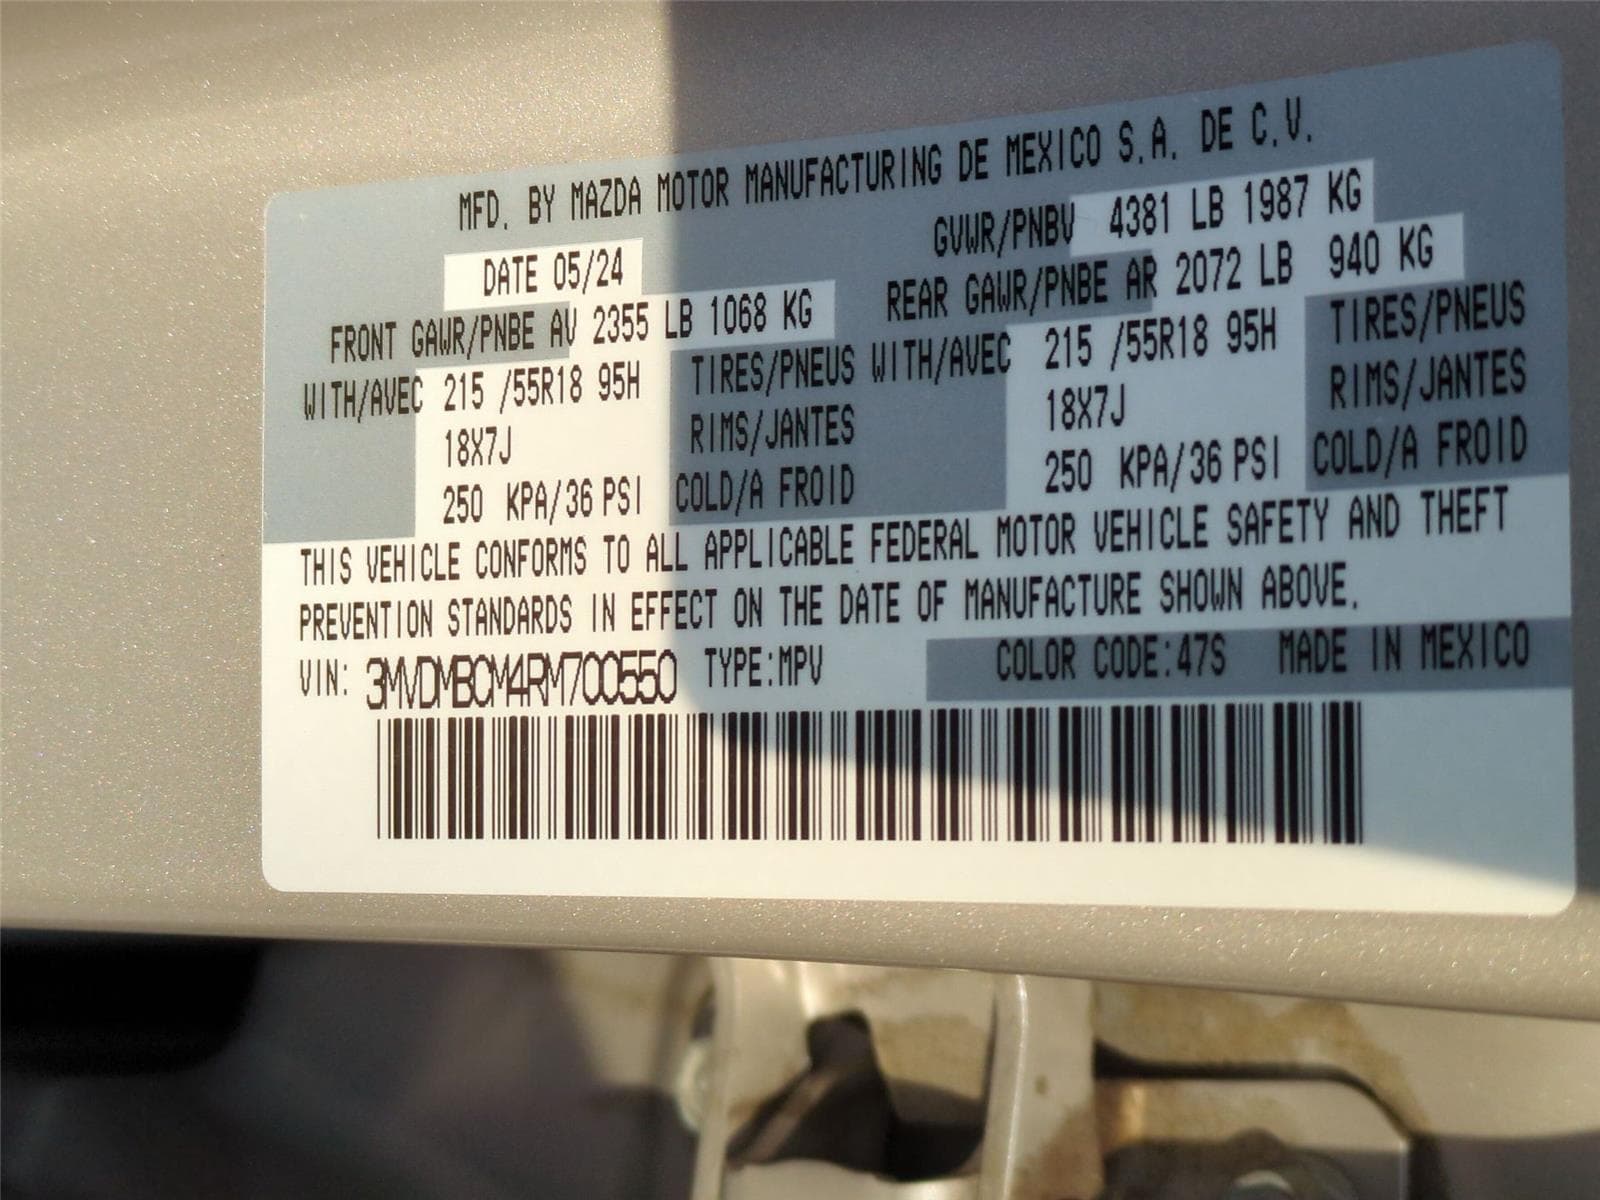 MFD. BY MAZDA MOTOR MANUFACTURING DE MEXICO S.A. DE C.V.
DATE 05/24 GVWR/PNBV 4381 LB 1987 KG
FRONT GAWR/PNBE AV 2355 LB 1068 KG REAR GAWR/PNBE AR 2072 LB 940 KG
WITH/AVEC 215 /55R18 95H TIRES/PNEUS WITH/AVEC 215 /55R18 95H TIRES/PNEUS
18X7J RIMS/JANTES 18X7J RIMS/JANTES
250 KPA/36 PSI COLD/A FROID 250 KPA/36 PSI COLD/A FROID
THIS VEHICLE CONFORMS TO ALL APPLICABLE FEDERAL MOTOR VEHICLE SAFETY AND THEFT
PREVENTION STANDARDS IN EFFECT ON THE DATE OF MANUFACTURE SHOWN ABOVE.
VIN: 3MVDMBCM4RM700550 TYPE:MPV COLOR CODE:47S MADE IN MEXICO